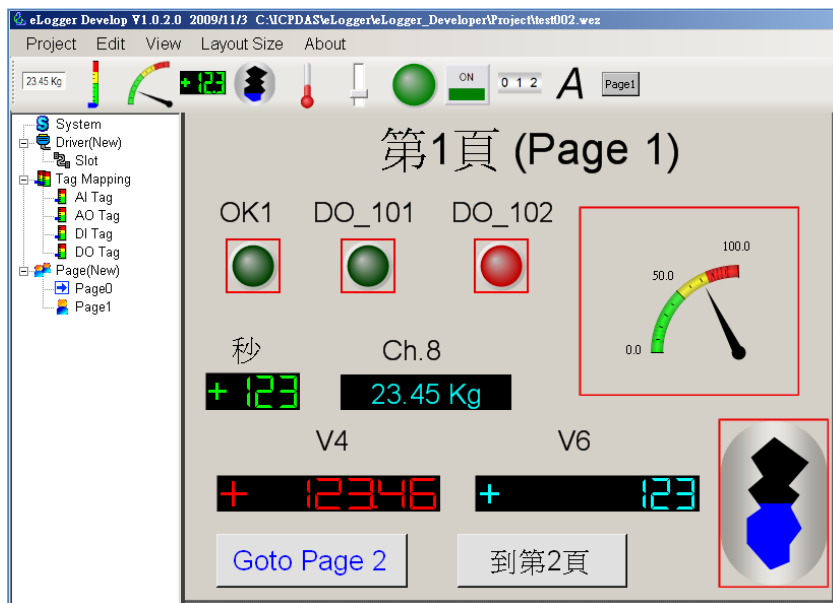 eLogger Develop V1.0.2.0 2009/11/3 C:\ICPDAS\eLogger\eLogger_Developer\Project\test002.wez
Project Edit View Layout Size About
23.45 Kg +123 ON 0 1 2 A Page1
System
Driver(New)
Slot
Tag Mapping
AI Tag
AO Tag
DI Tag
DO Tag
Page(New)
Page0
Page1
第1頁 (Page 1)
OK1 DO_101 DO_102
100.0
50.0
0.0
秒 Ch.8
+123 23.45 Kg
V4 V6
+ 123.46 + 123
Goto Page 2 到第2頁